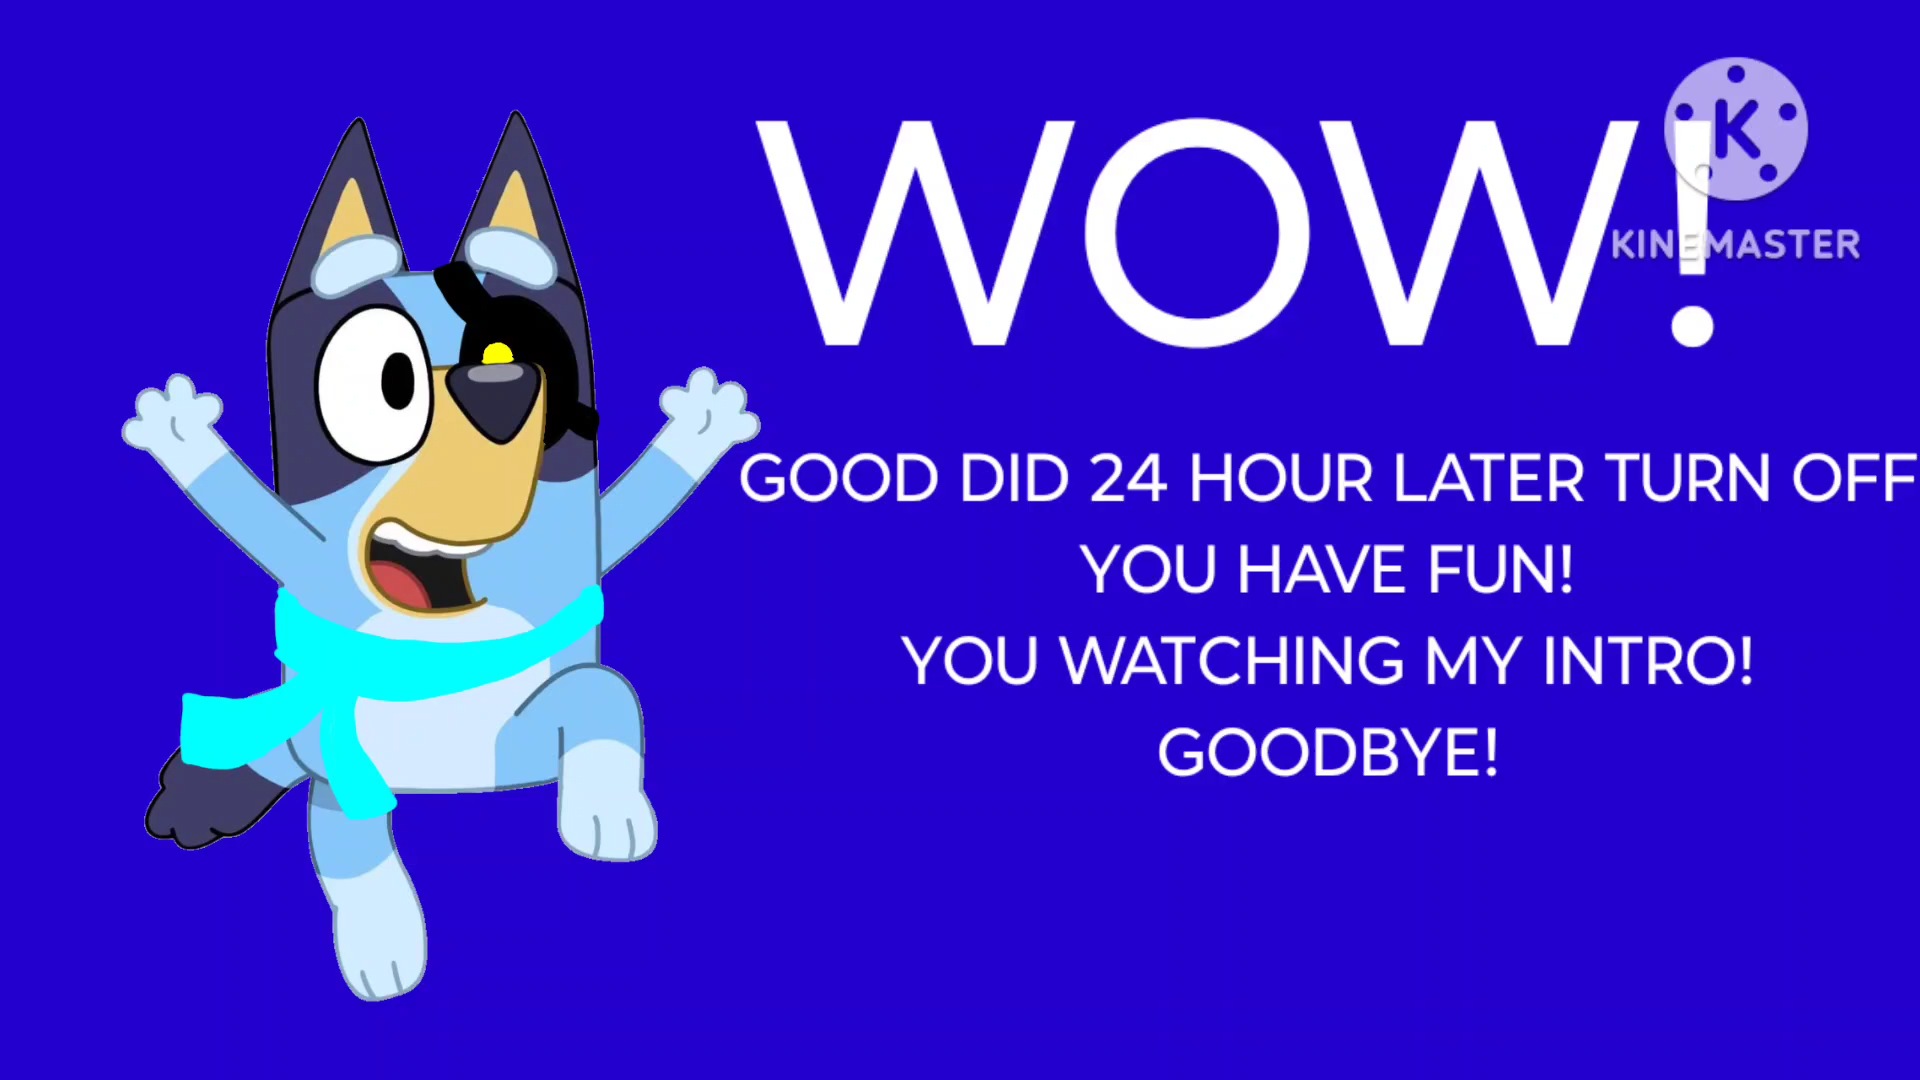 WOW!
K
KINEMASTER
GOOD DID 24 HOUR LATER TURN OFF
YOU HAVE FUN!
YOU WATCHING MY INTRO!
GOODBYE!